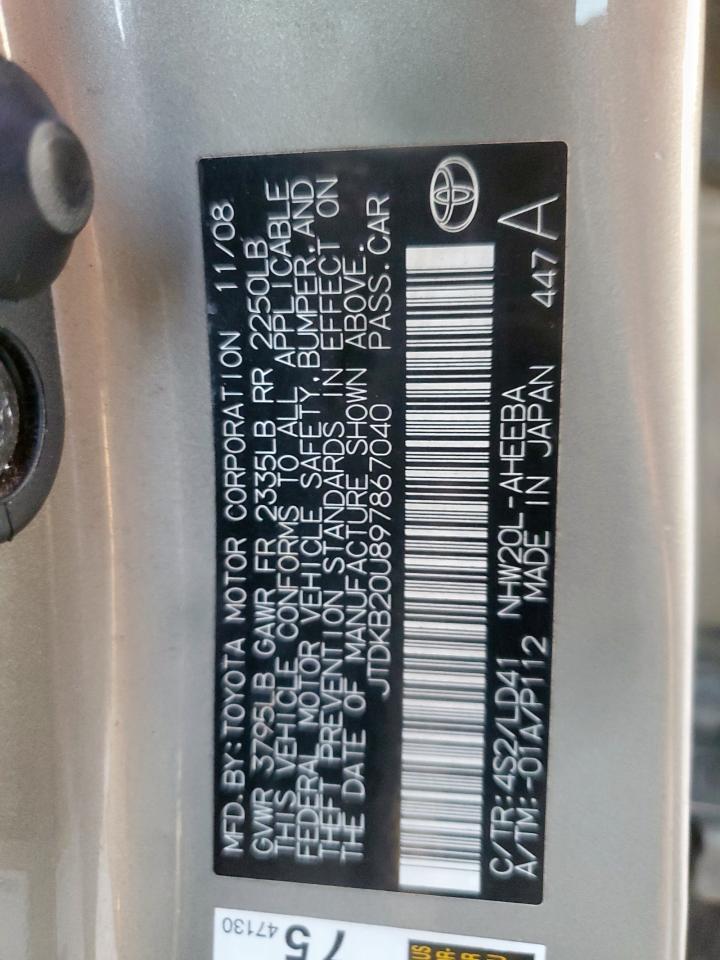 MFD. BY: TOYOTA MOTOR CORPORATION 11/08
GVWR 3795LB GAWR FR 2335LB RR 2250LB
THIS VEHICLE CONFORMS TO ALL APPLICABLE
FEDERAL MOTOR VEHICLE SAFETY, BUMPER, AND
THEFT PREVENTION STANDARDS IN EFFECT ON
THE DATE OF MANUFACTURE SHOWN ABOVE.
JTDKB20U897867040 PASS. CAR
C/TR: 4S2/LD41 NHW20L-AHEEBA
A/TM: -01A/P112 MADE IN JAPAN 447 A
47130
75
US